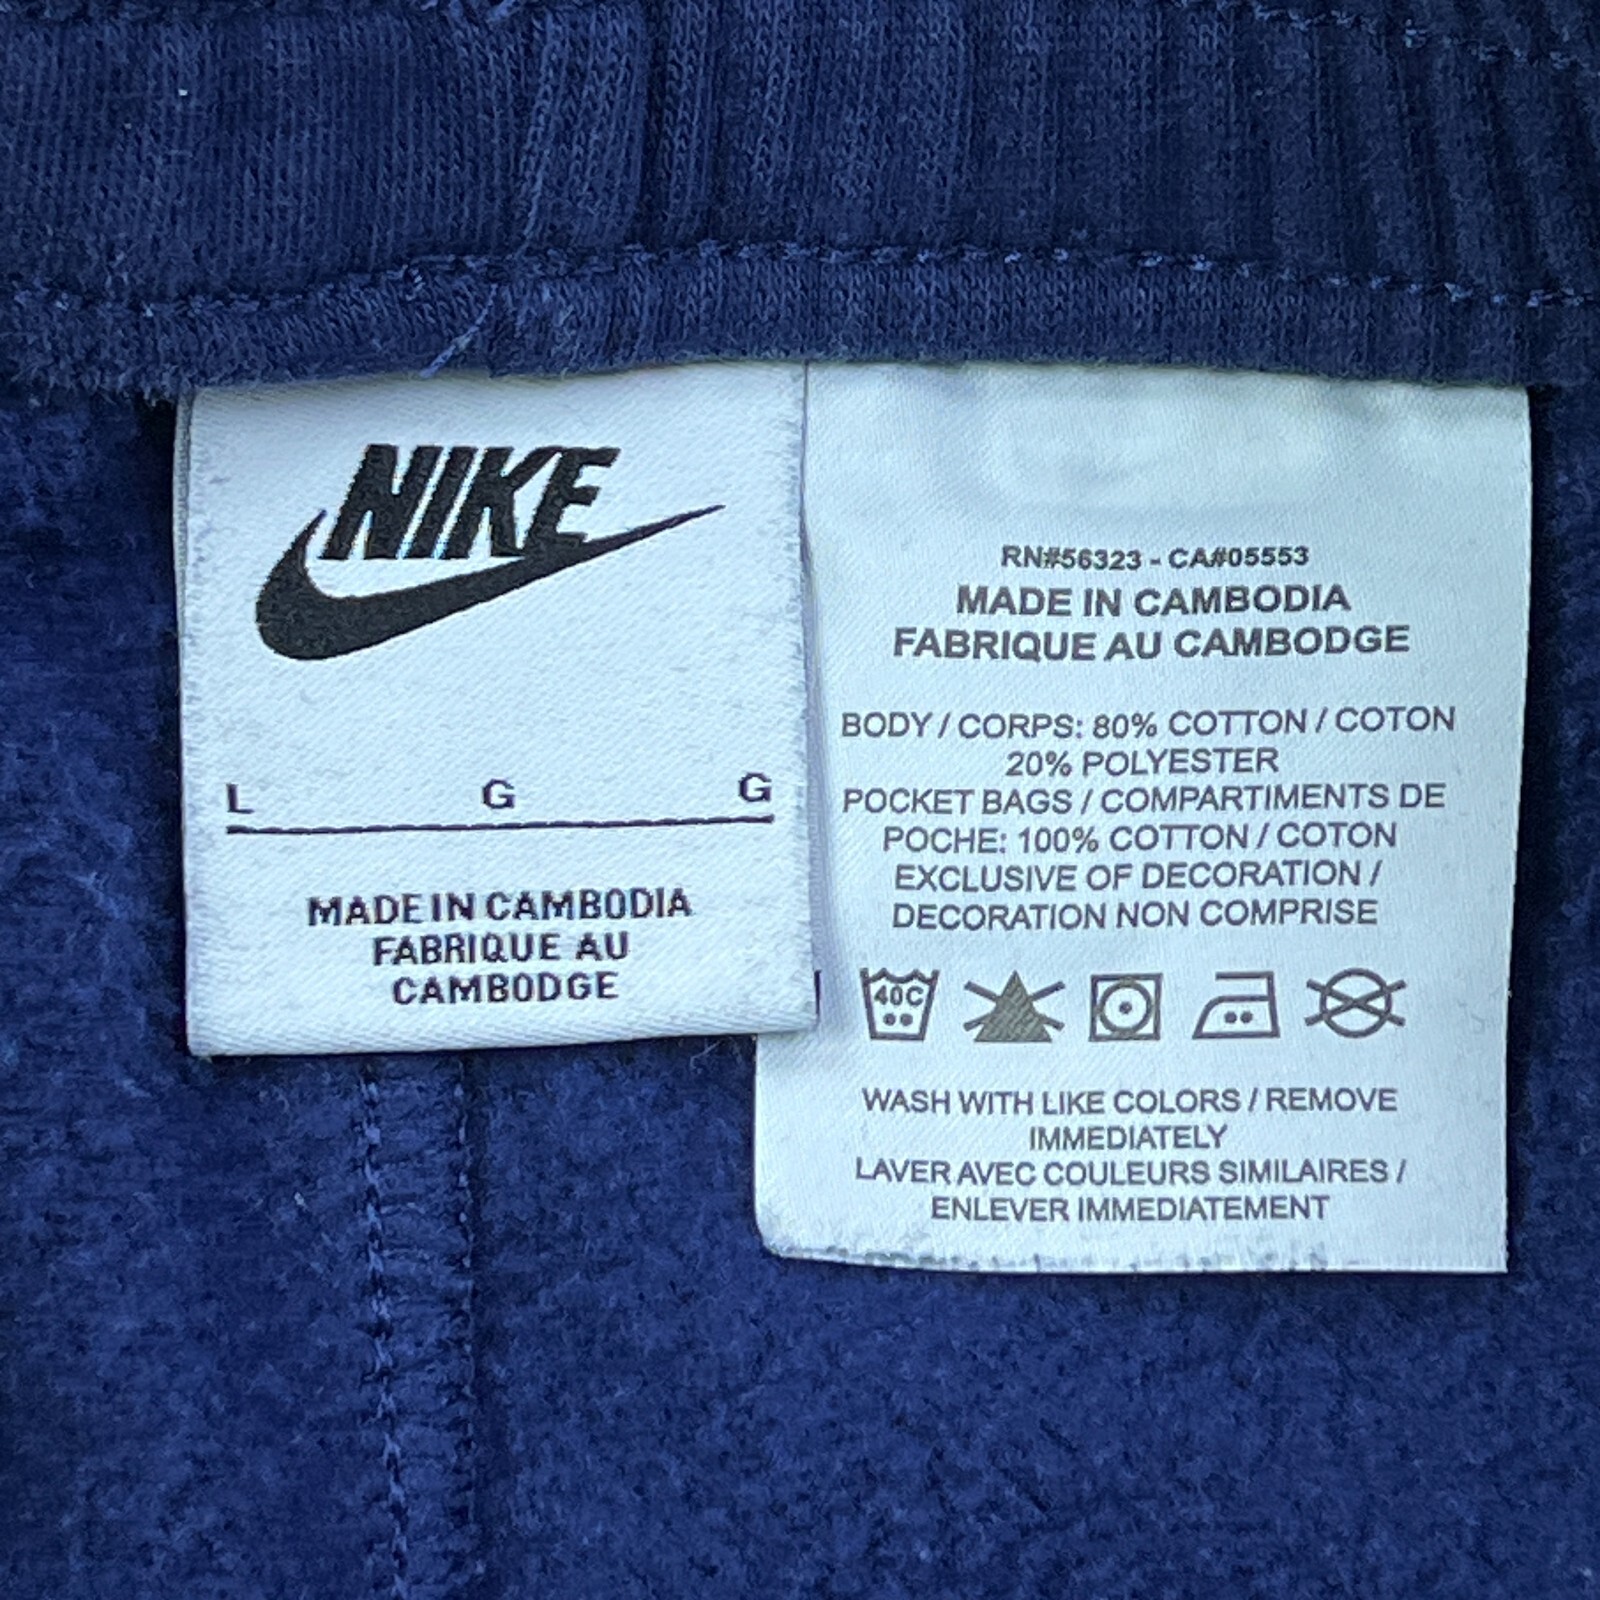 NIKE
L G G
MADE IN CAMBODIA
FABRIQUE AU
CAMBODGE
RN#56323 - CA#05553
MADE IN CAMBODIA
FABRIQUE AU CAMBODGE
BODY / CORPS: 80% COTTON / COTON
20% POLYESTER
POCKET BAGS / COMPARTIMENTS DE
POCHE: 100% COTTON / COTON
EXCLUSIVE OF DECORATION /
DECORATION NON COMPRISE
40C
WASH WITH LIKE COLORS / REMOVE
IMMEDIATELY
LAVER AVEC COULEURS SIMILAIRES /
ENLEVER IMMEDIATEMENT